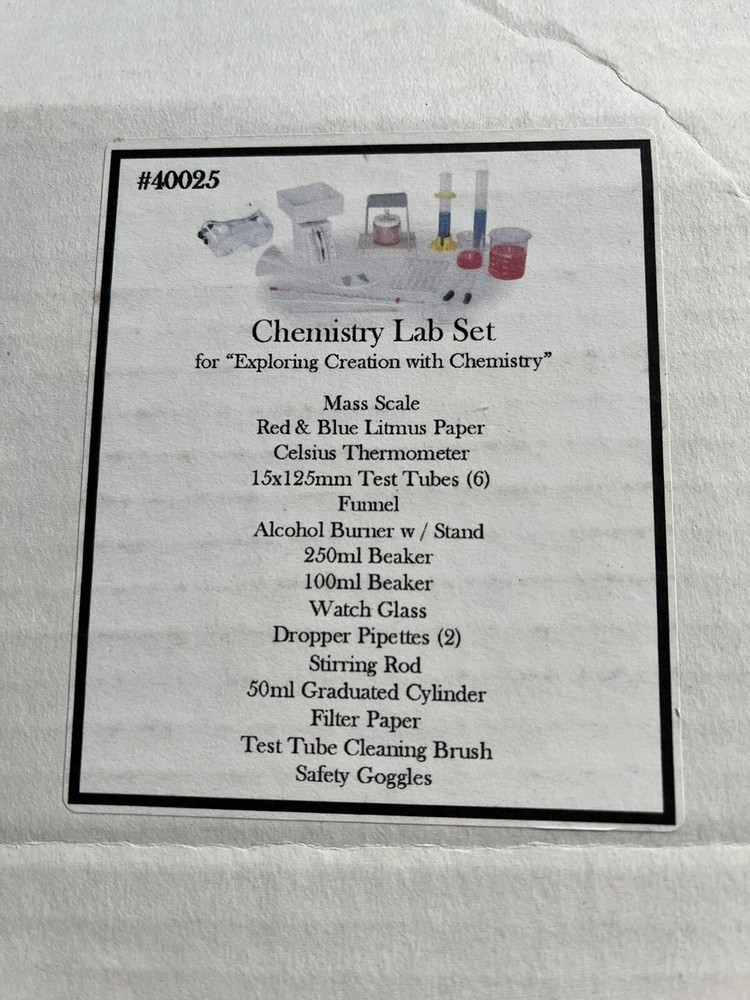 #40025
Chemistry Lab Set
for “Exploring Creation with Chemistry”
Mass Scale
Red & Blue Litmus Paper
Celsius Thermometer
15x125mm Test Tubes (6)
Funnel
Alcohol Burner w / Stand
250ml Beaker
100ml Beaker
Watch Glass
Dropper Pipettes (2)
Stirring Rod
50ml Graduated Cylinder
Filter Paper
Test Tube Cleaning Brush
Safety Goggles